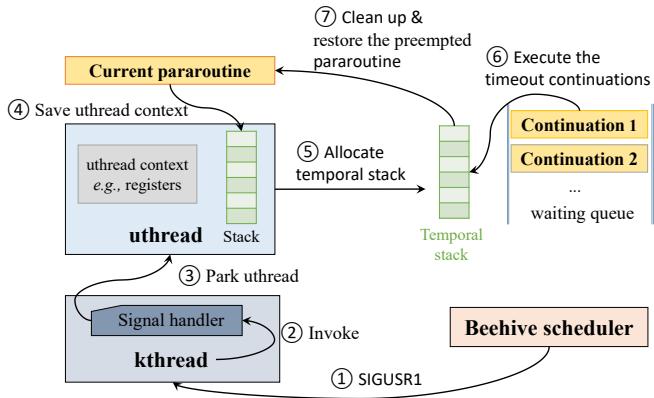 ⑦ Clean up &
restore the preempted
pararoutine
⑥ Execute the
timeout continuations
Current pararoutine
④ Save uthread context
Continuation 1
Continuation 2
...
waiting queue
uthread context
e.g., registers
⑤ Allocate
temporal stack
uthread
Stack
Temporal
stack
③ Park uthread
Signal handler
② Invoke
kthread
Beehive scheduler
① SIGUSR1